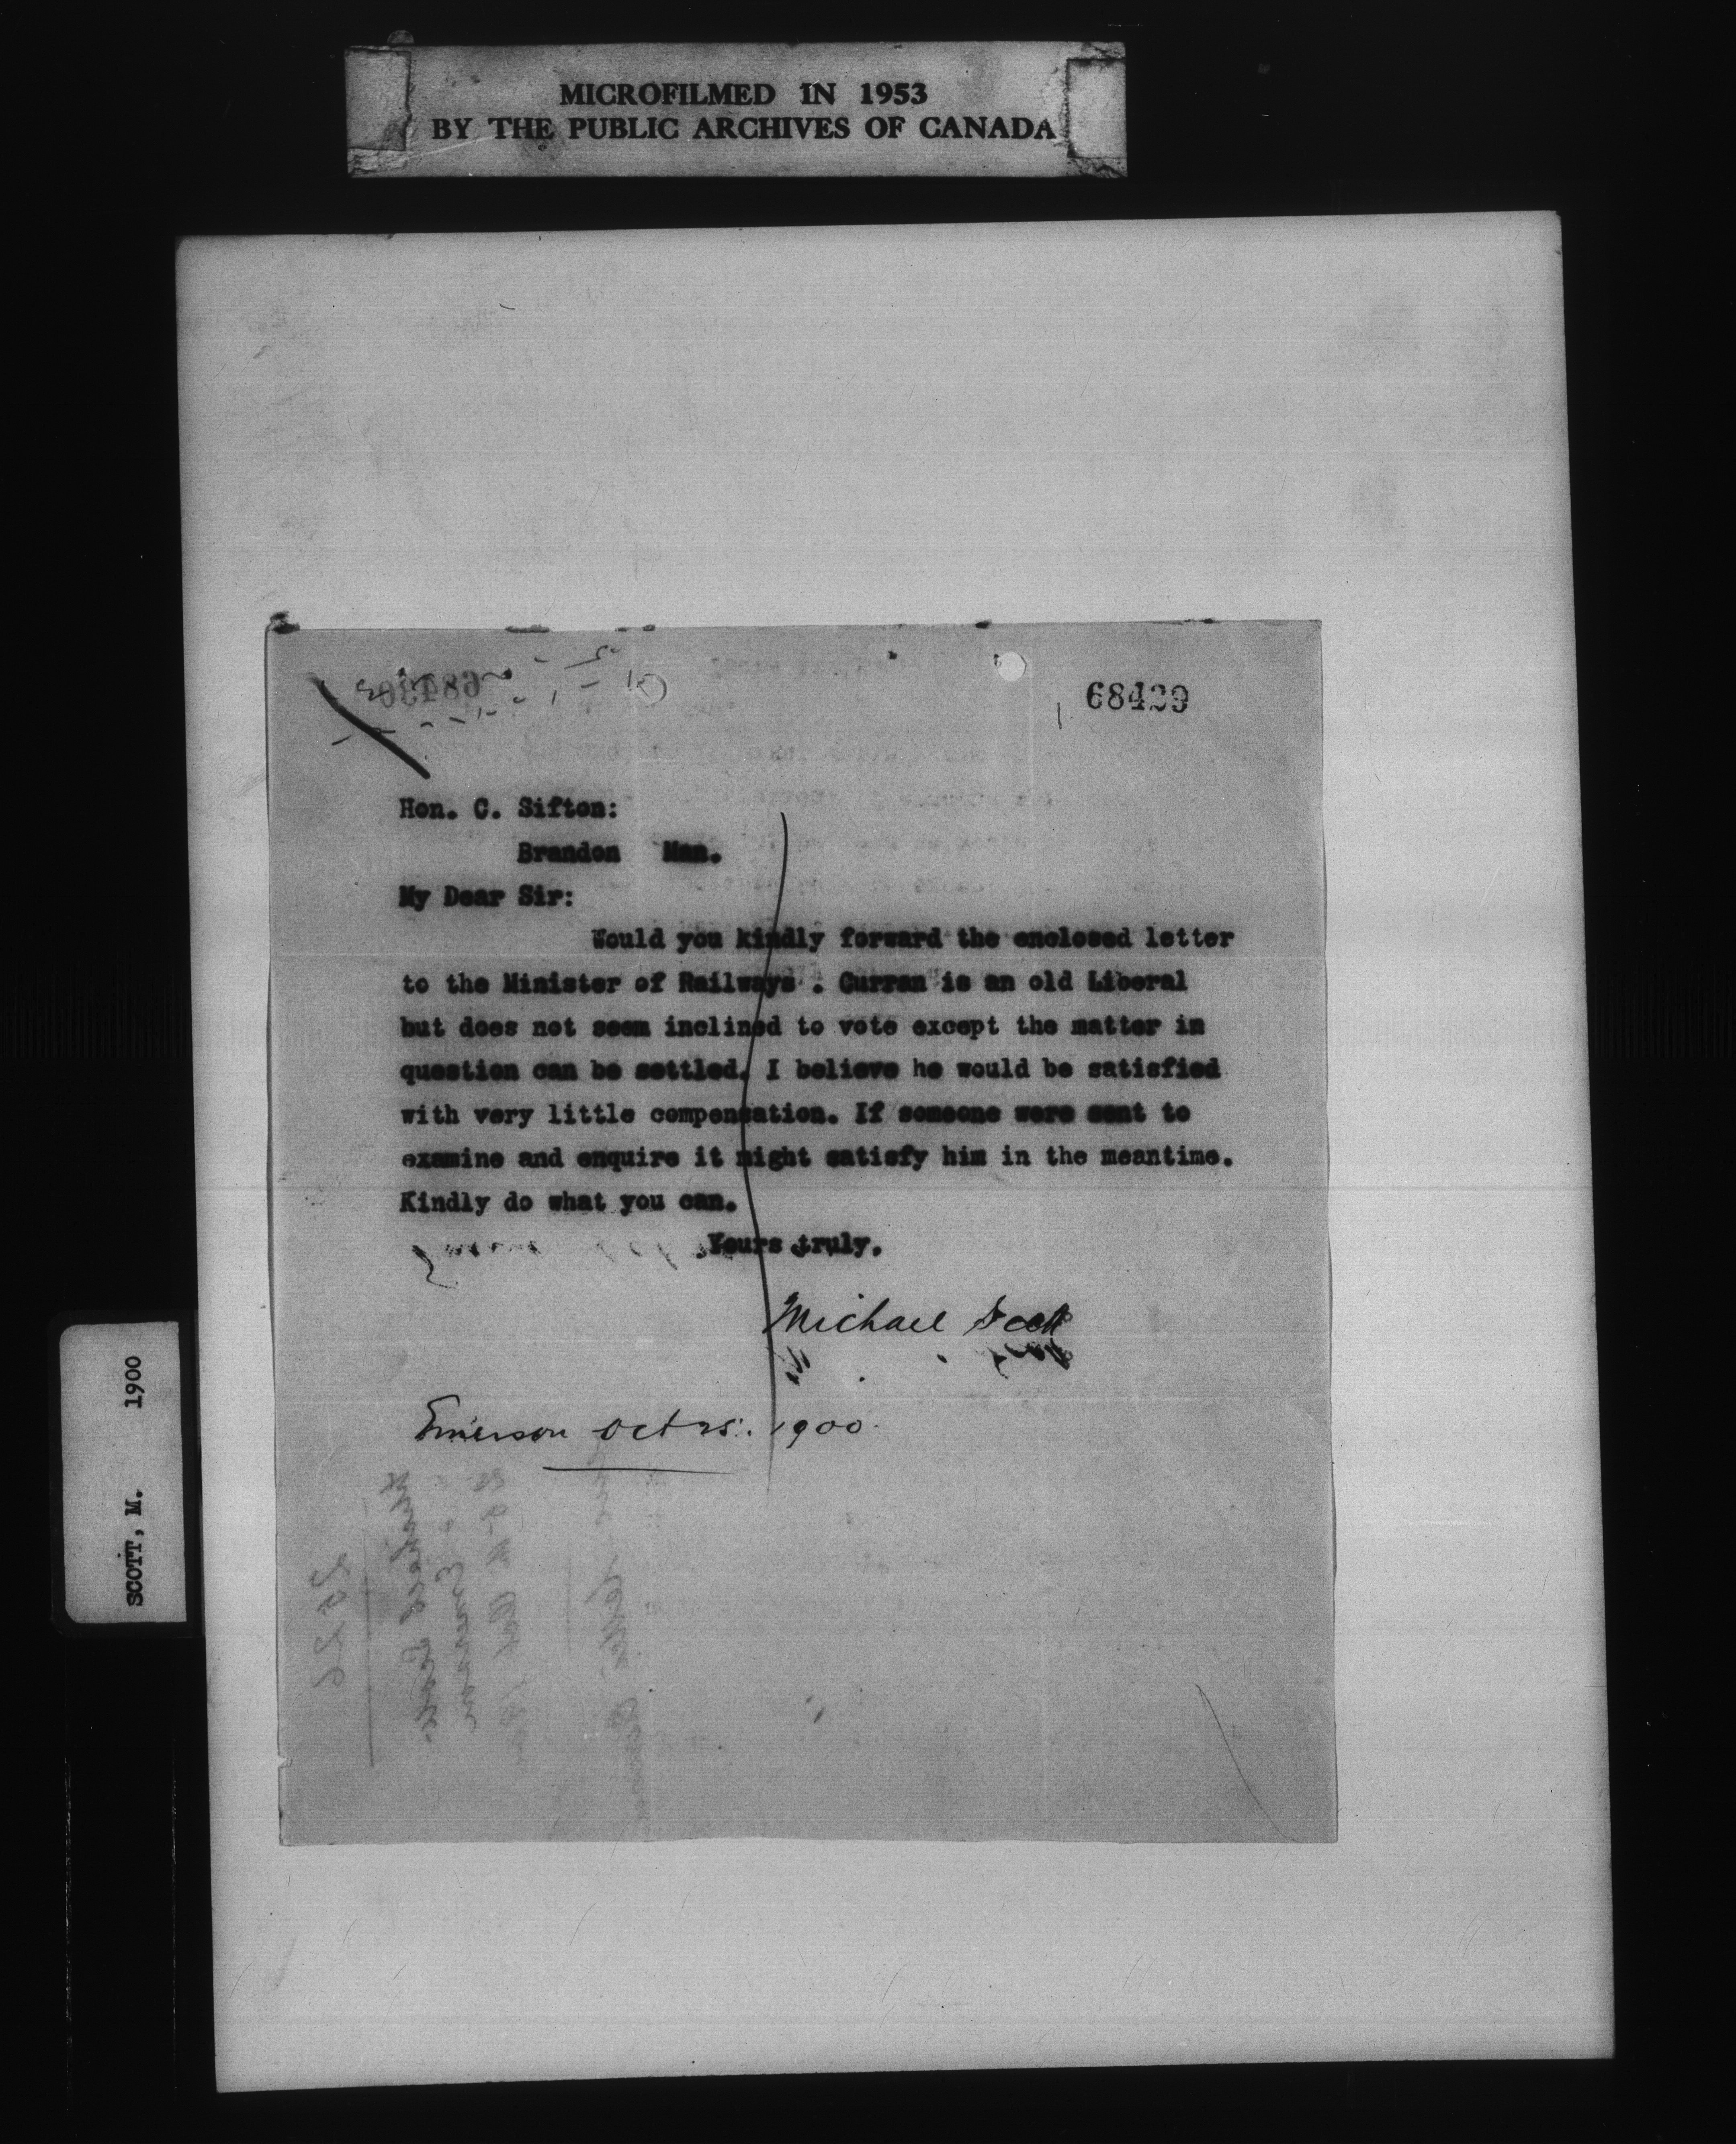 MICROFILMED IN 1953
BY THE PUBLIC ARCHIVES OF CANADA
68429
Hon. C. Sifton:
Brandon Man.
My Dear Sir:
Would you kindly forward the enclosed letter
to the Minister of Railways . Curran is an old Liberal
but does not seem inclined to vote except the matter in
question can be settled. I believe he would be satisfied
with very little compensation. If someone were sent to
examine and enquire it might satisfy him in the meantime.
Kindly do what you can.
Yours truly.
Michael Scott
Emerson Oct 25. 1900.
SCOTT, M. 1900